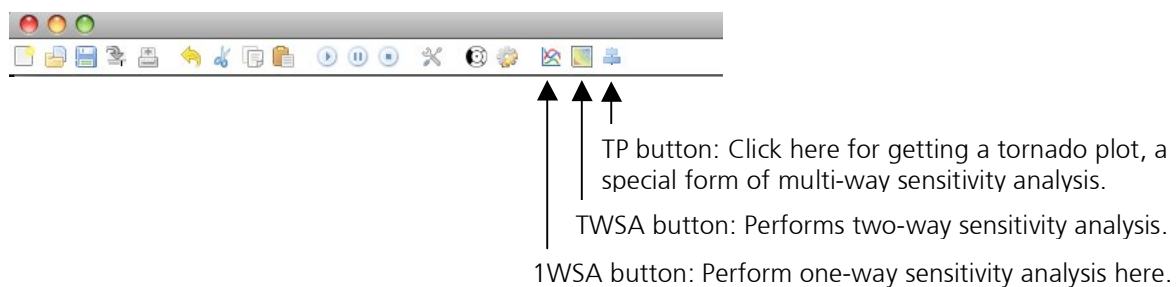 TP button: Click here for getting a tornado plot, a
special form of multi-way sensitivity analysis.
TWSA button: Performs two-way sensitivity analysis.
1WSA button: Perform one-way sensitivity analysis here.